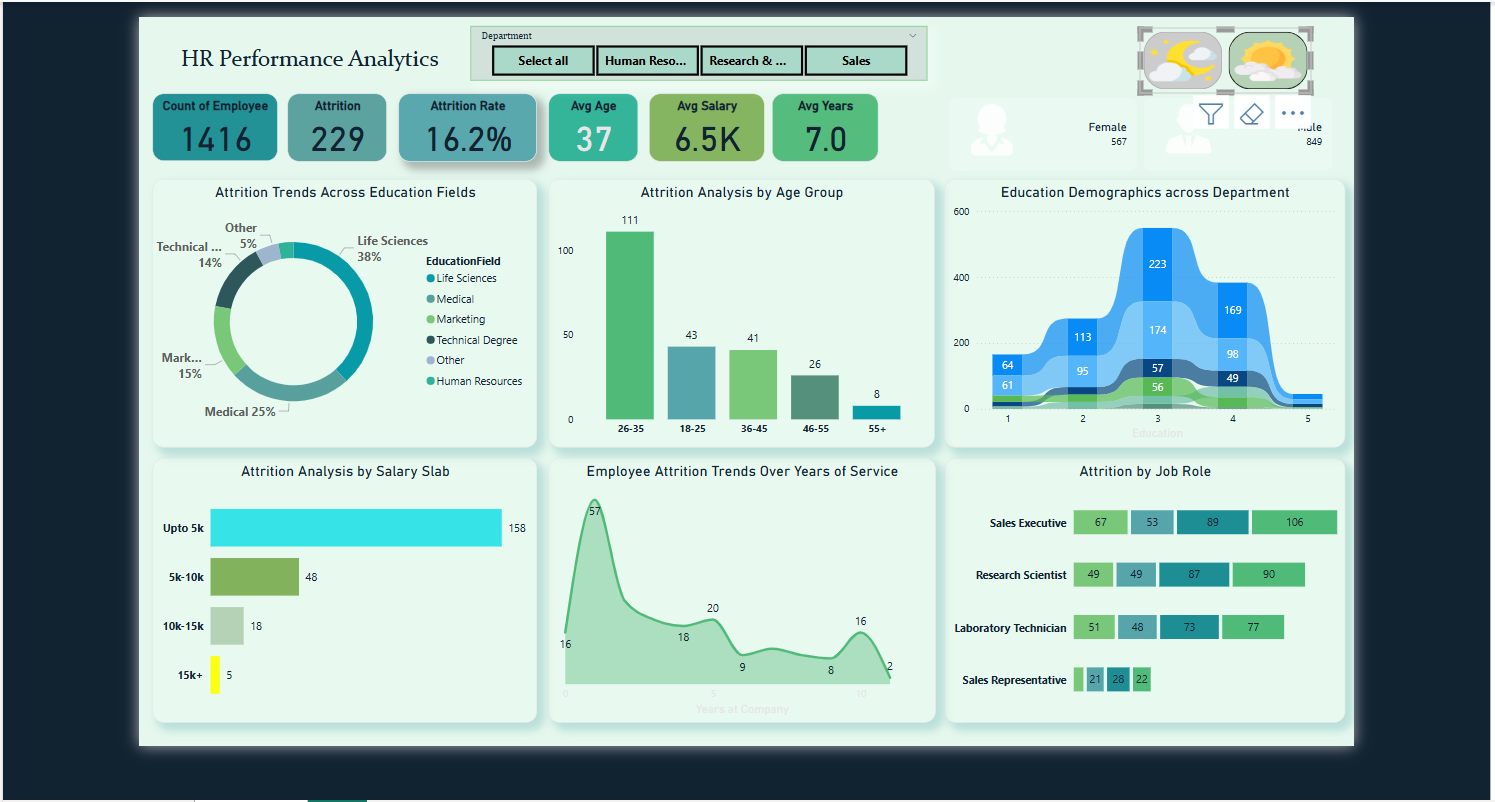 HR Performance Analytics
Department
Select all
Human Reso...
Research & ...
Sales
Count of Employee
1416
Attrition
229
Attrition Rate
16.2%
Avg Age
37
Avg Salary
6.5K
Avg Years
7.0
Female
567
849
Attrition Trends Across Education Fields
Other
5%
Technical ...
14%
Life Sciences
38%
Mark...
15%
Medical 25%
EducationField
Life Sciences
Medical
Marketing
Technical Degree
Other
Human Resources
Attrition Analysis by Age Group
100
50
0
111
43
41
26
8
26-35
18-25
36-45
46-55
55+
Education Demographics across Department
600
400
200
0
64
61
113
95
223
174
57
56
169
98
49
1
2
3
4
5
Education
Attrition Analysis by Salary Slab
Upto 5k
158
5k-10k
48
10k-15k
18
15k+
5
Employee Attrition Trends Over Years of Service
57
16
18
20
9
8
16
2
0
5
10
Years at Company
Attrition by Job Role
Sales Executive
67
53
89
106
Research Scientist
49
49
87
90
Laboratory Technician
51
48
73
77
Sales Representative
21
28
22